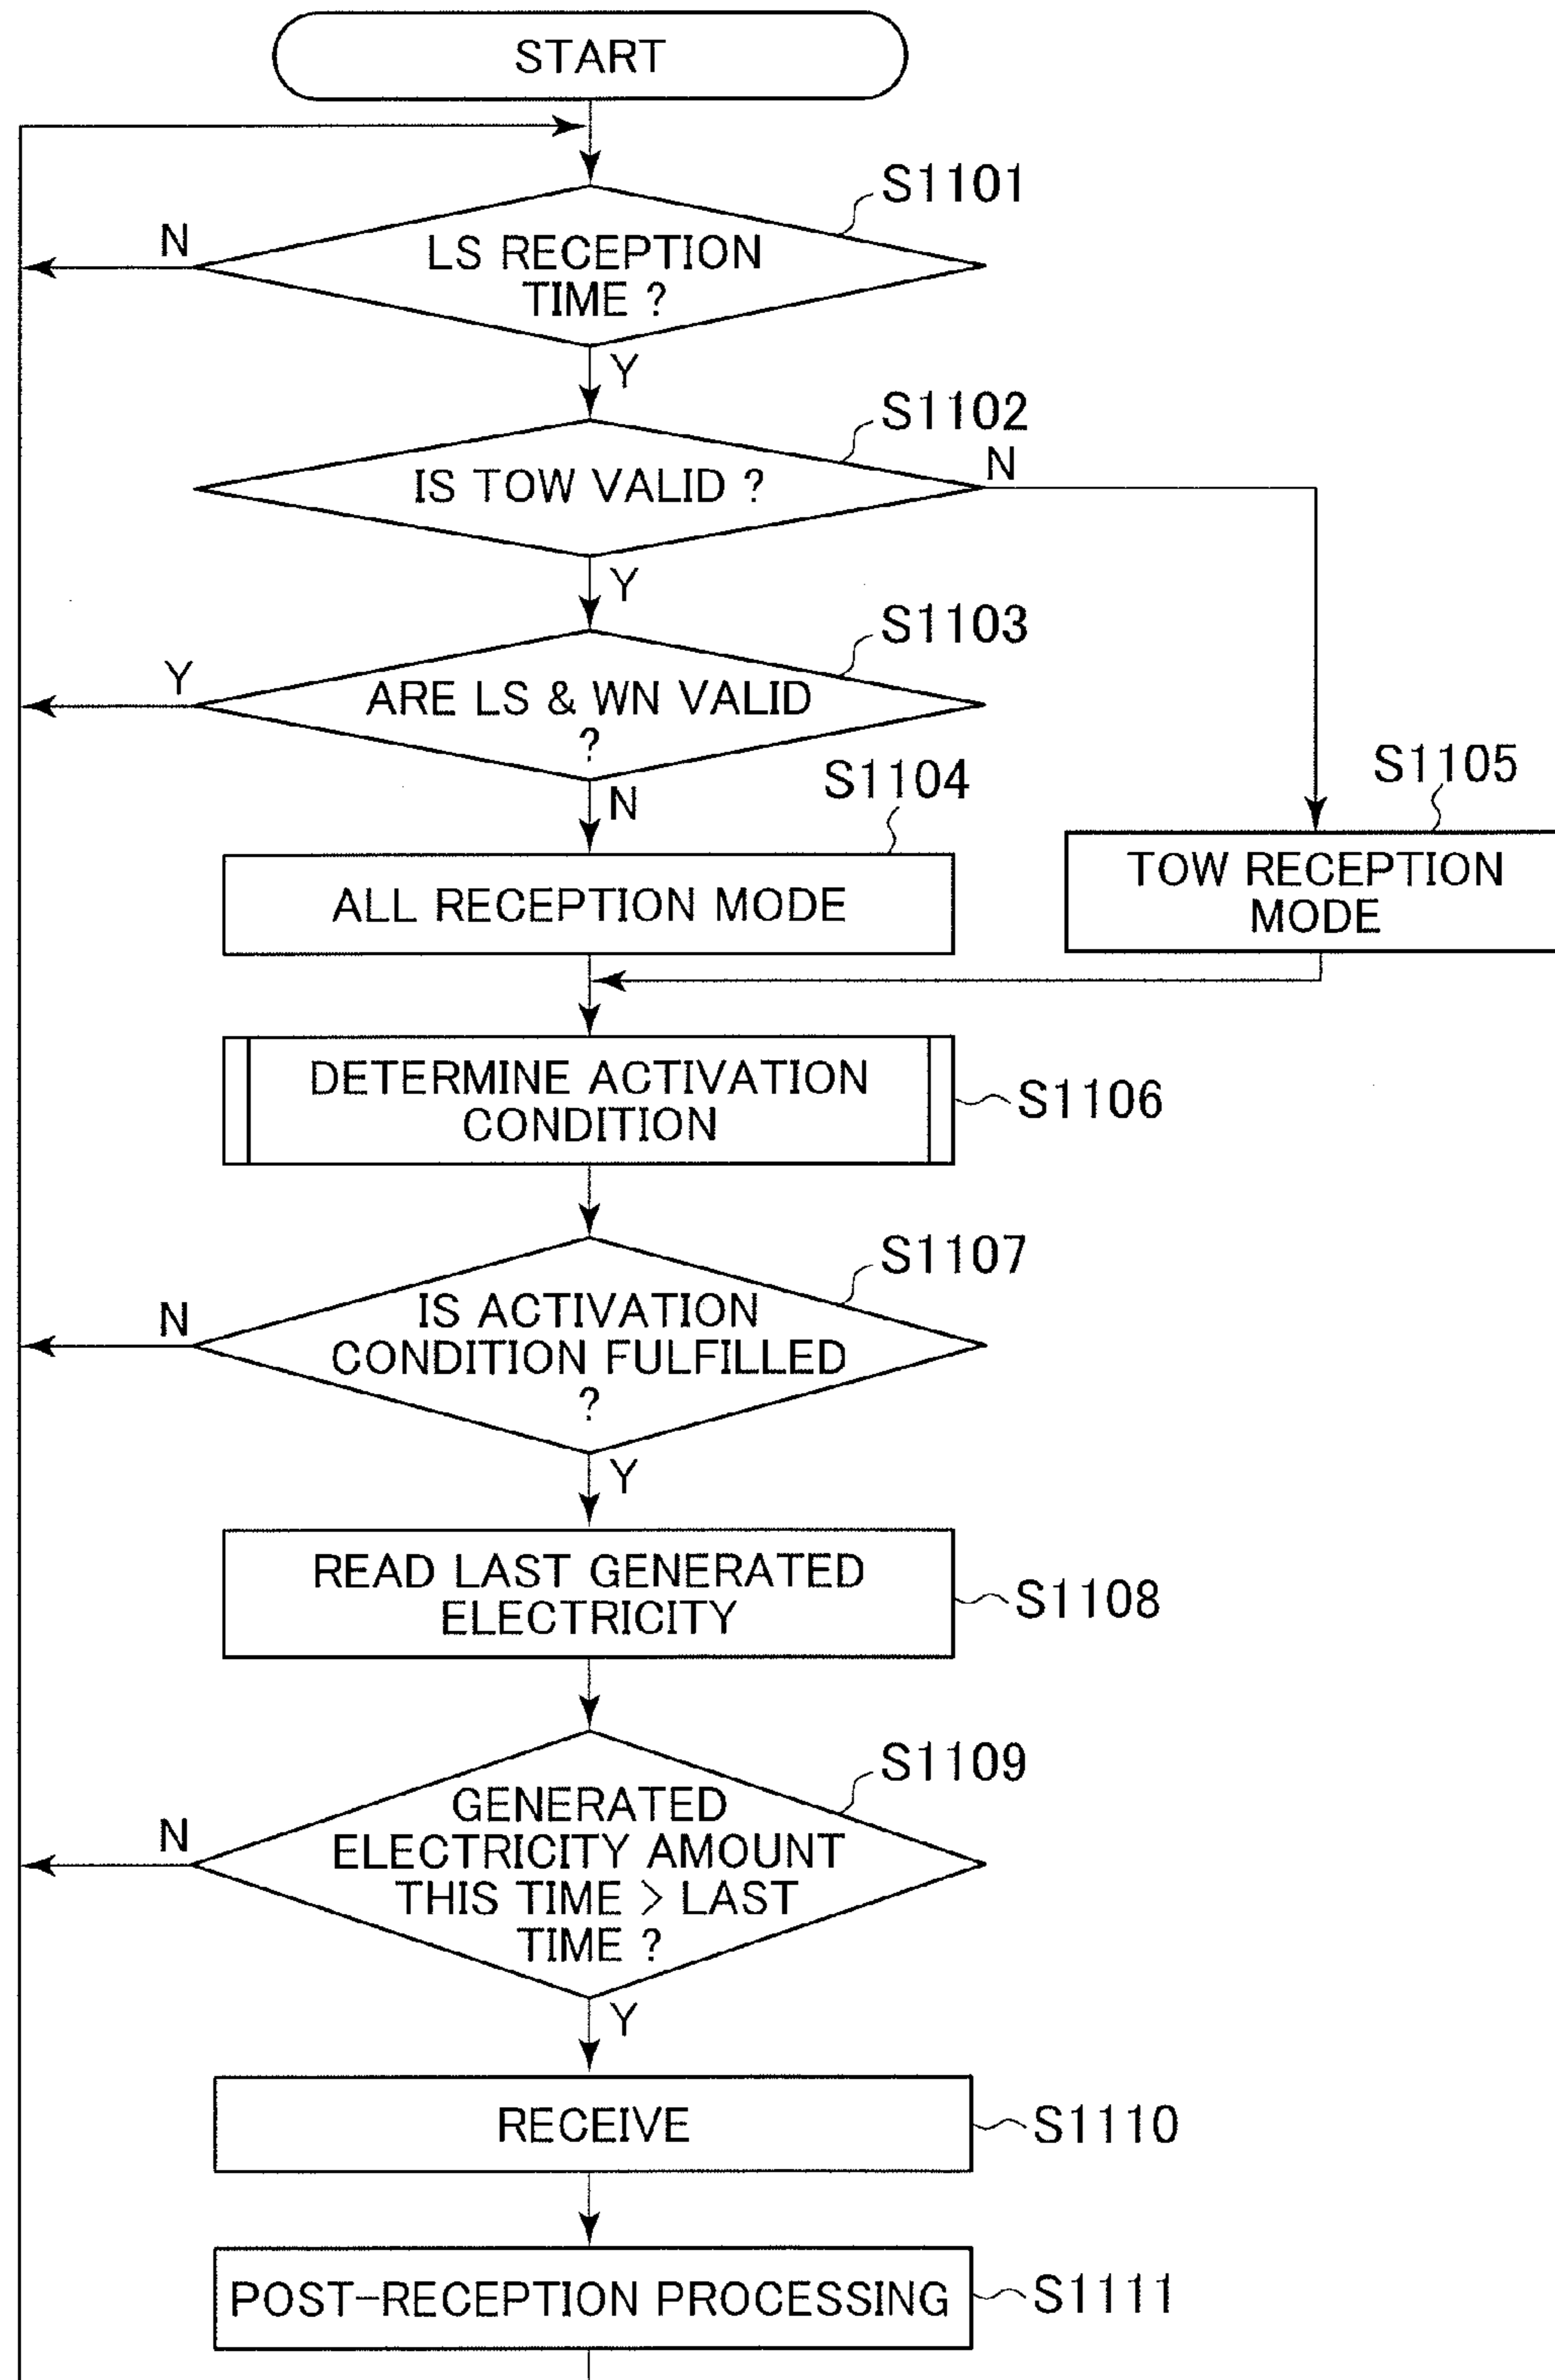 START
S1101
N
LS RECEPTION
TIME ?
Y
S1102
IS TOW VALID ?
N
Y
S1103
Y
ARE LS & WN VALID
?
N
S1104
ALL RECEPTION MODE
S1105
TOW RECEPTION
MODE
DETERMINE ACTIVATION
CONDITION
S1106
S1107
N
IS ACTIVATION
CONDITION FULFILLED
?
Y
READ LAST GENERATED
ELECTRICITY
S1108
S1109
N
GENERATED
ELECTRICITY AMOUNT
THIS TIME > LAST
TIME ?
Y
RECEIVE
S1110
POST-RECEPTION PROCESSING
S1111